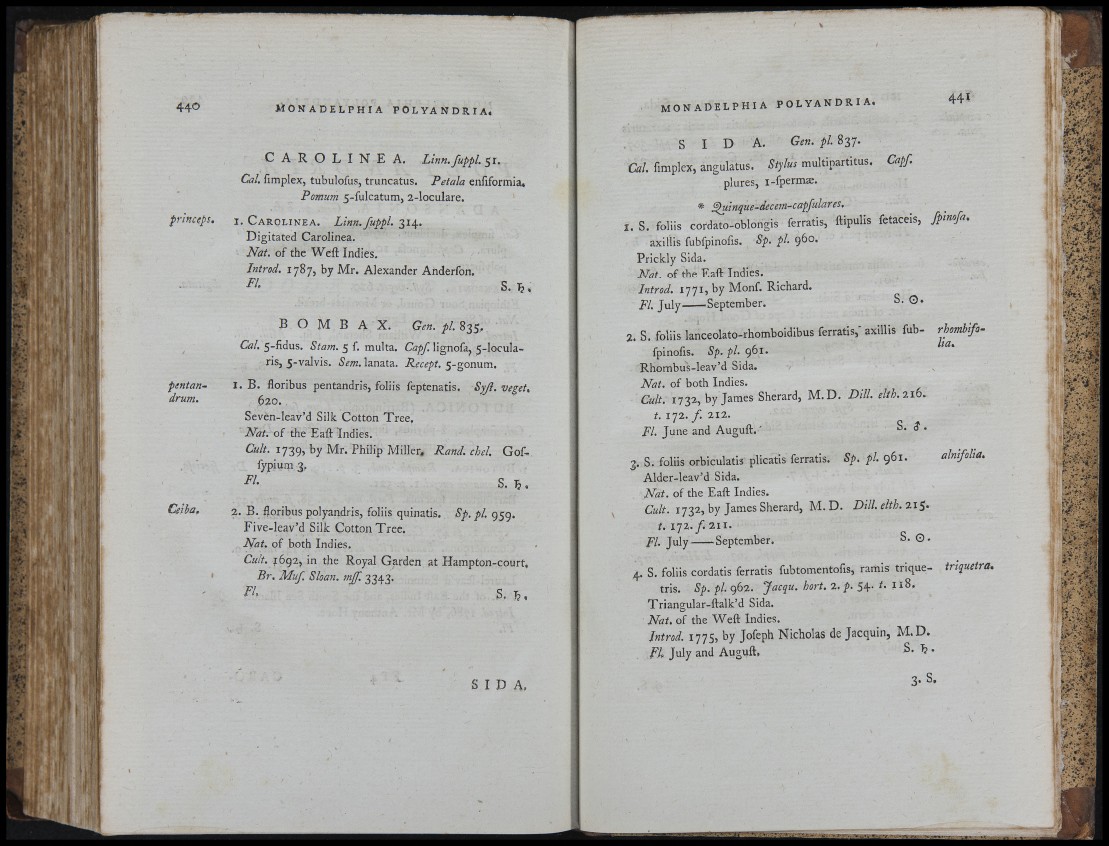 440 MONADELPHIA POLYANDRIA.
CAROLINEA. Linn. ſuppl. 51.
Cal. ſimplex, tubuloſus, truncatus. Petala enſiformia.
Pomum 5-ſulcatum, 2-loculare.
princeps. 1. CAROLINEA. Linn. ſuppl. 314.
Digitated Carolinea.
Nat. of the Weſt Indies.
Introd. 1787, by Mr. Alexander Anderſon.
Fl. S. ♄.
BOMBAX. Gen. pl. 835.
Cal. 5-fidus. Stam. 5 ſ. multa. Capſ. lignoſa, 5-locula-
ris, 5-valvis. Sem. lanata. Recept. 5-gonum.
pentan- 1. B. floribus pentandris, foliis ſeptenatis. Syſt. veget.
drum. 620.
Seven-leav'd Silk Cotton Tree.
Nat. of the Eaſt Indies.
Cult. 1739, by Mr. Philip Miller. Rand. chel. Goſ-
ſypium 3.
Fl. S. ♄.
Ceiba. 2. B. floribus polyandris, foliis quinatis. Sp. pl. 959.
Five-leav'd Silk Cotton Tree.
Nat. of both Indies.
Cult. 1692, in the Royal Garden at Hampton-court.
Br. Muſ. Sloan. mſſ. 3343.
Fl. S. ♄.
SIDA.
MONADELPHIA POLYANDRIA. 441
SIDA. Gen. pl. 837.
Cal. ſimplex, angulatus. Stylus multipartitus. Capſ.
plures, 1-ſpermæ.
* Quinque-decem-capſulares.
1. S. foliis cordato-oblongis ſerratis, ſtipulis ſetaceis, ſpinoſa.
axillis ſubſpinoſis. Sp. pl. 960.
Prickly Sida.
Nat. of the Eaſt Indies.
Introd. 1771, by Monſ. Richard.
Fl. July——September. S. ☉.
2. S. foliis lanceolato-rhomboidibus ſerratis, axillis ſub- rhombifo-
ſpinoſis. Sp. pl. 961. lia.
Rhombus-leav'd Sida.
Nat. of both Indies.
Cult. 1732, by James Sherard, M.D. Dill. elth. 216.
t. 172. f. 212.
Fl. June and Auguſt. S. ♂.
3. S. foliis orbiculatis plicatis ſerratis. Sp. pl. 961. alnifolia.
Alder-leav'd Sida.
Nat. of the Eaſt Indies.
Cult. 1732, by James Sherard, M.D. Dill. elth. 215.
t. 172. f. 211.
Fl. July——September. S. ☉.
4. S. foliis cordatis ſerratis ſubtomentoſis, ramis trique- triquetra.
tris. Sp. pl. 962. Jacqu. hort. 2. p. 54. t. 118.
Triangular-ſtalk'd Sida.
Nat. of the Weſt Indies.
Introd. 1775, by Joſeph Nicholas de Jacquin, M.D.
Fl. July and Auguſt. S. ♄.
3. S.